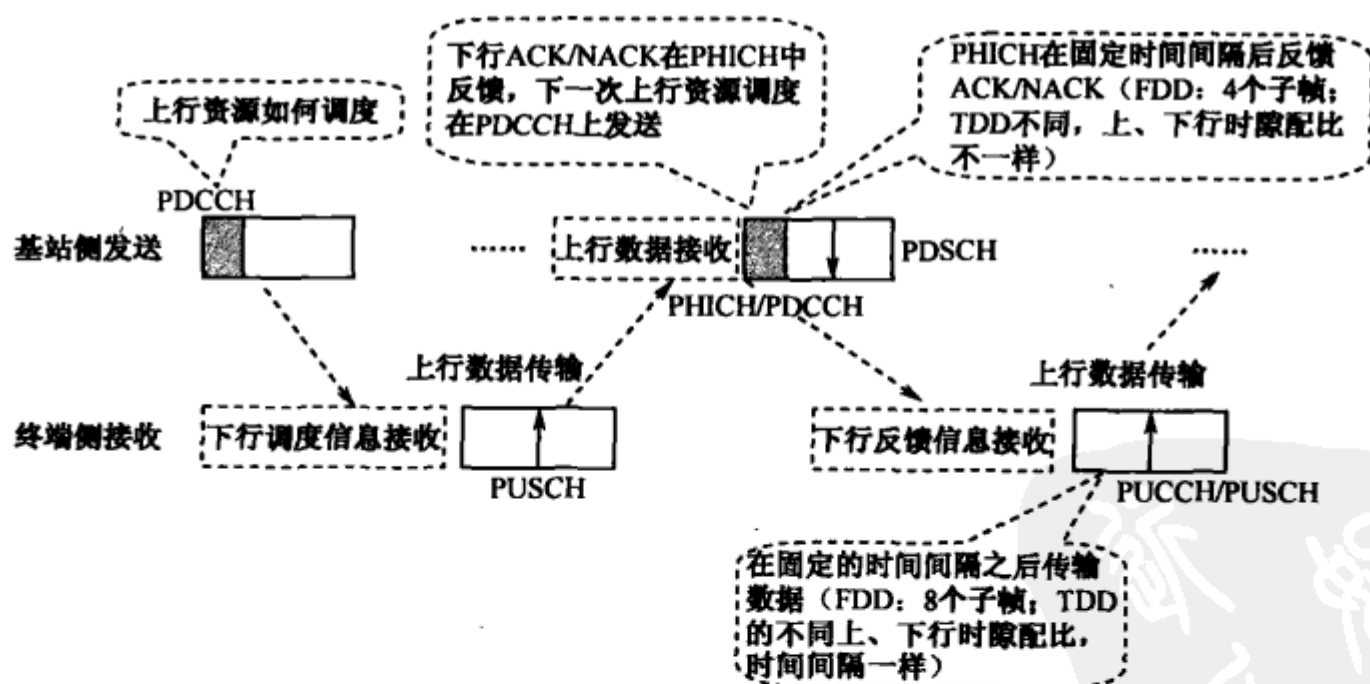 上行资源如何调度
下行ACK/NACK在PHICH中
反馈，下一次上行资源调度
在PDCCH上发送
PHICH在固定时间间隔后反馈
ACK/NACK（FDD：4个子帧；
TDD不同，上、下行时隙配比
不一样）
PDCCH
基站侧发送
……
上行数据接收
PDSCH
……
PHICH/PDCCH
上行数据传输
上行数据传输
终端侧接收
下行调度信息接收
下行反馈信息接收
PUSCH
PUCCH/PUSCH
在固定的时间间隔之后传输
数据（FDD：8个子帧；TDD
的不同上、下行时隙配比，
时间间隔一样）